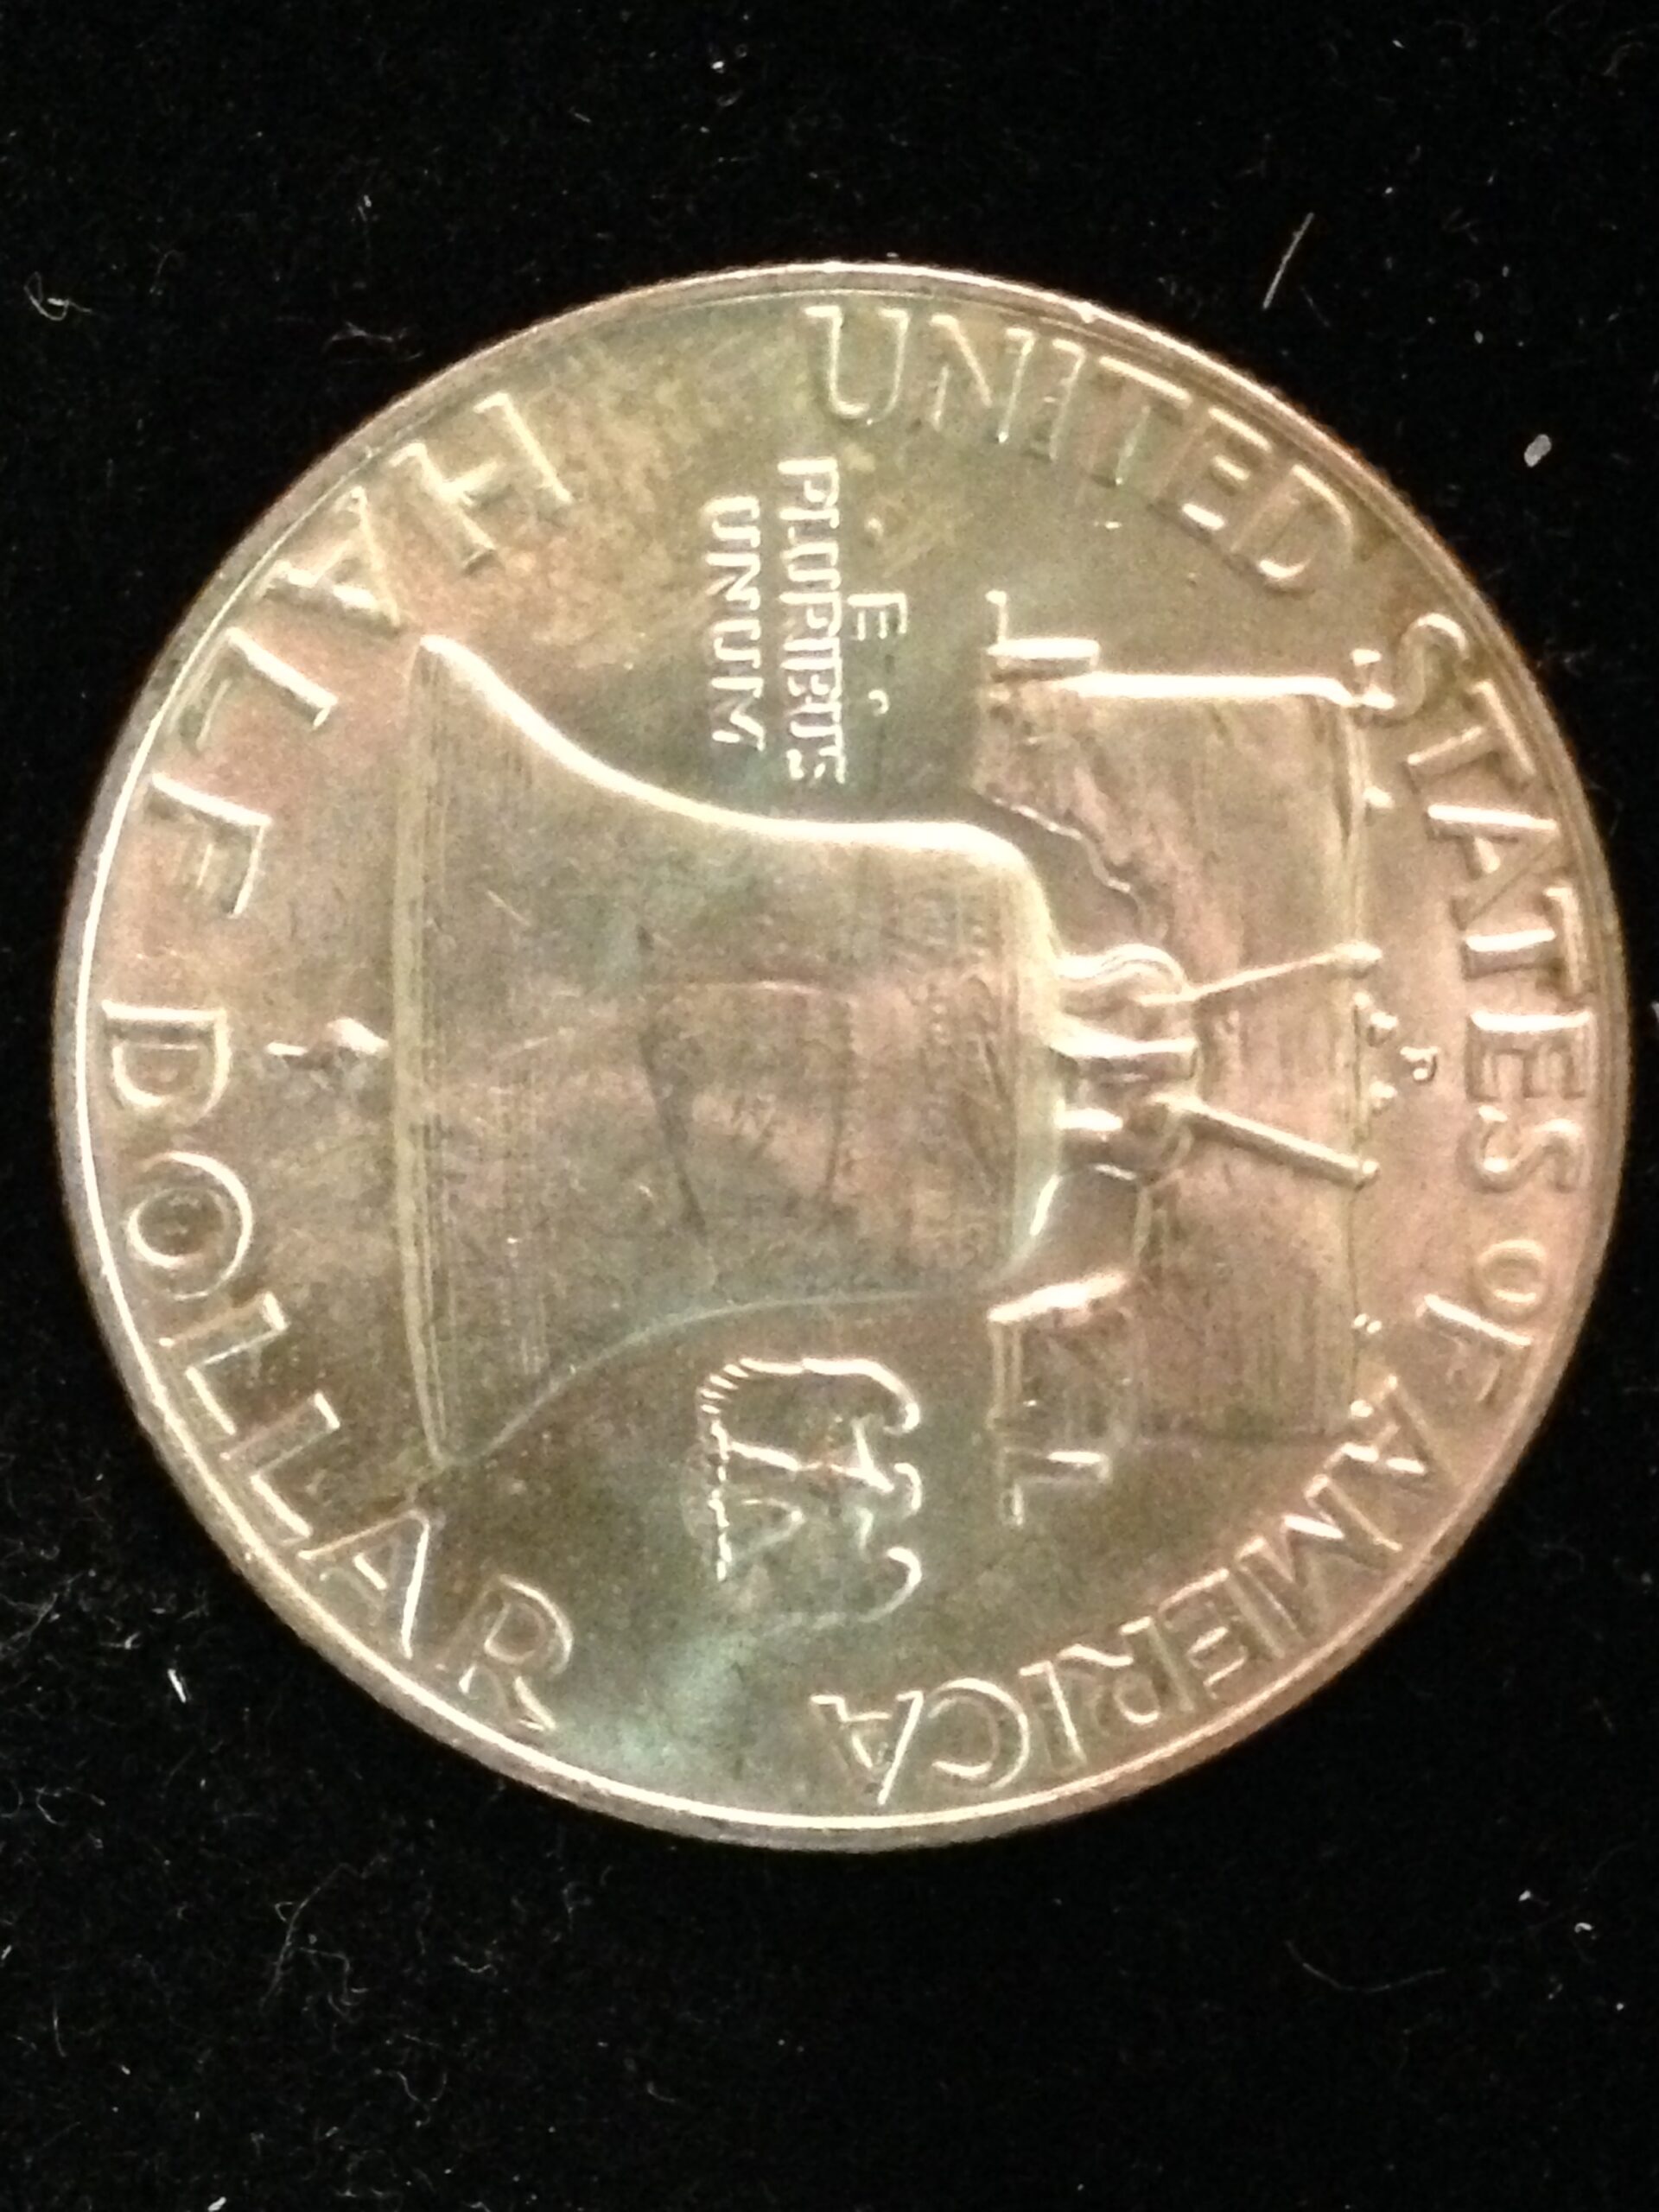 UNITED STATES OF AMERICA
E
PLURIBUS
UNUM
HALF DOLLAR